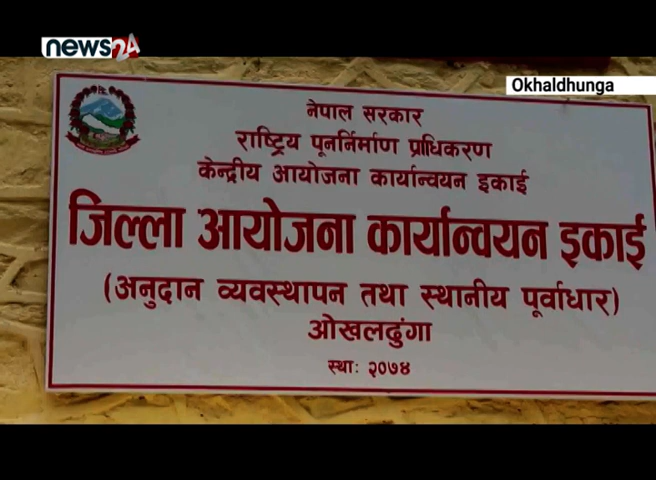 news24
Okhaldhunga
नेपाल सरकार
राष्ट्रिय पूनर्निर्माण प्राधिकरण
केन्द्रीय आयोजना कार्यान्वयन इकाई
जिल्ला आयोजना कार्यान्वयन इकाई
(अनुदान व्यवस्थापन तथा स्थानीय पूर्वाधार)
ओखलढुंगा
स्था: २०७४